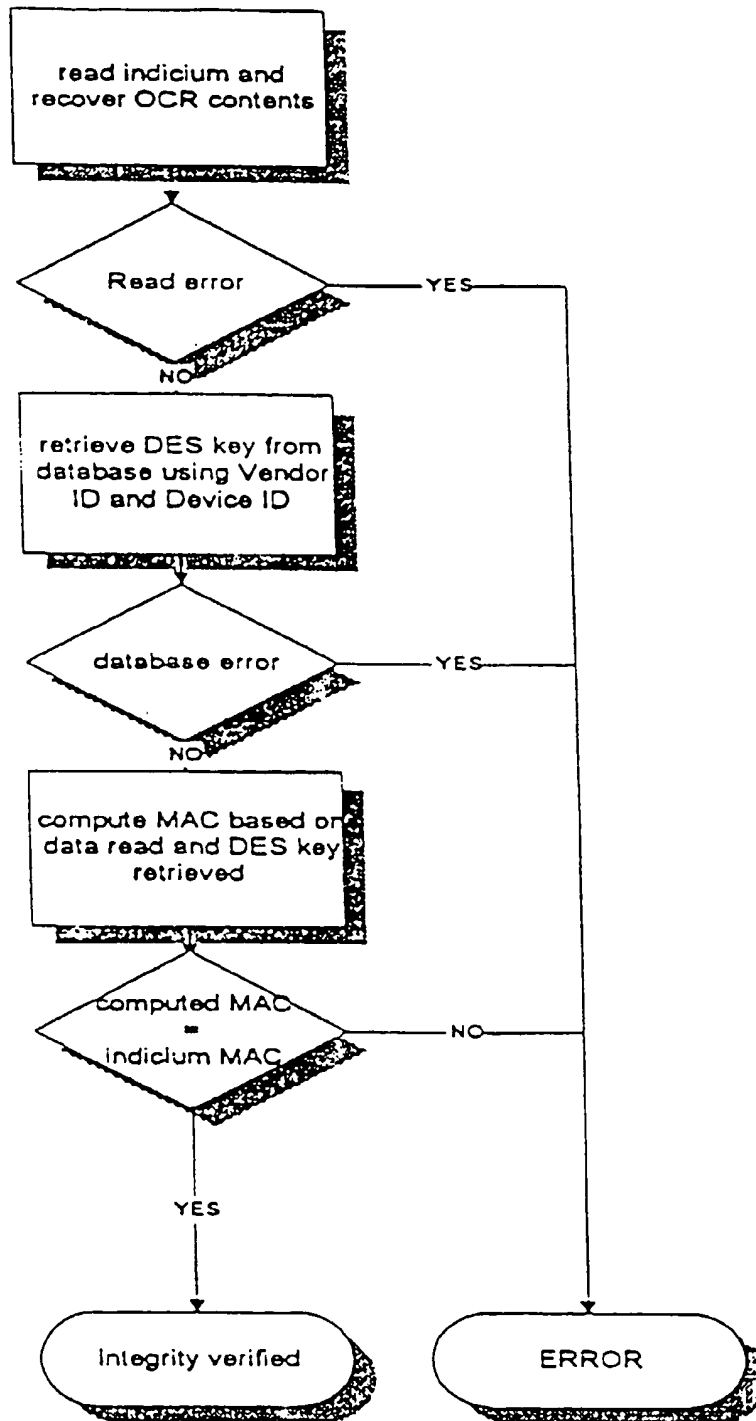 read indicium and
recover OCR contents
Read error
YES
NO
retrieve DES key from
database using Vendor
ID and Device ID
database error
YES
NO
compute MAC based on
data read and DES key
retrieved
computed MAC
=
indicium MAC
NO
YES
Integrity verified
ERROR